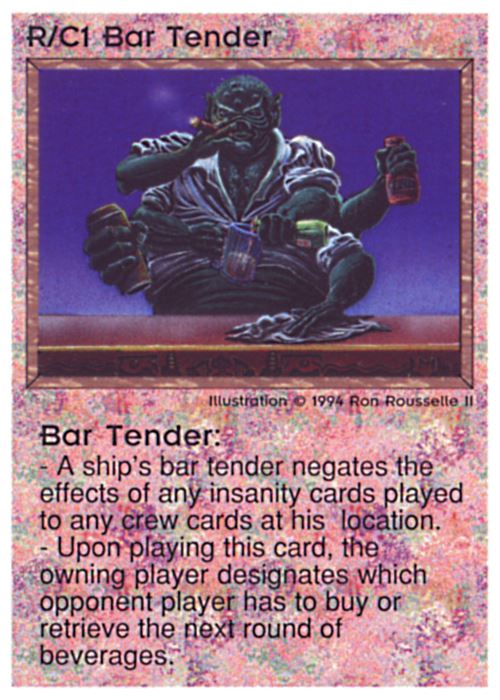 R/C1 Bar Tender
Illustration © 1994 Ron Rousselle II
Bar Tender:
- A ship's bar tender negates the
effects of any insanity cards played
to any crew cards at his location.
- Upon playing this card, the
owning player designates which
opponent player has to buy or
retrieve the next round of
beverages.